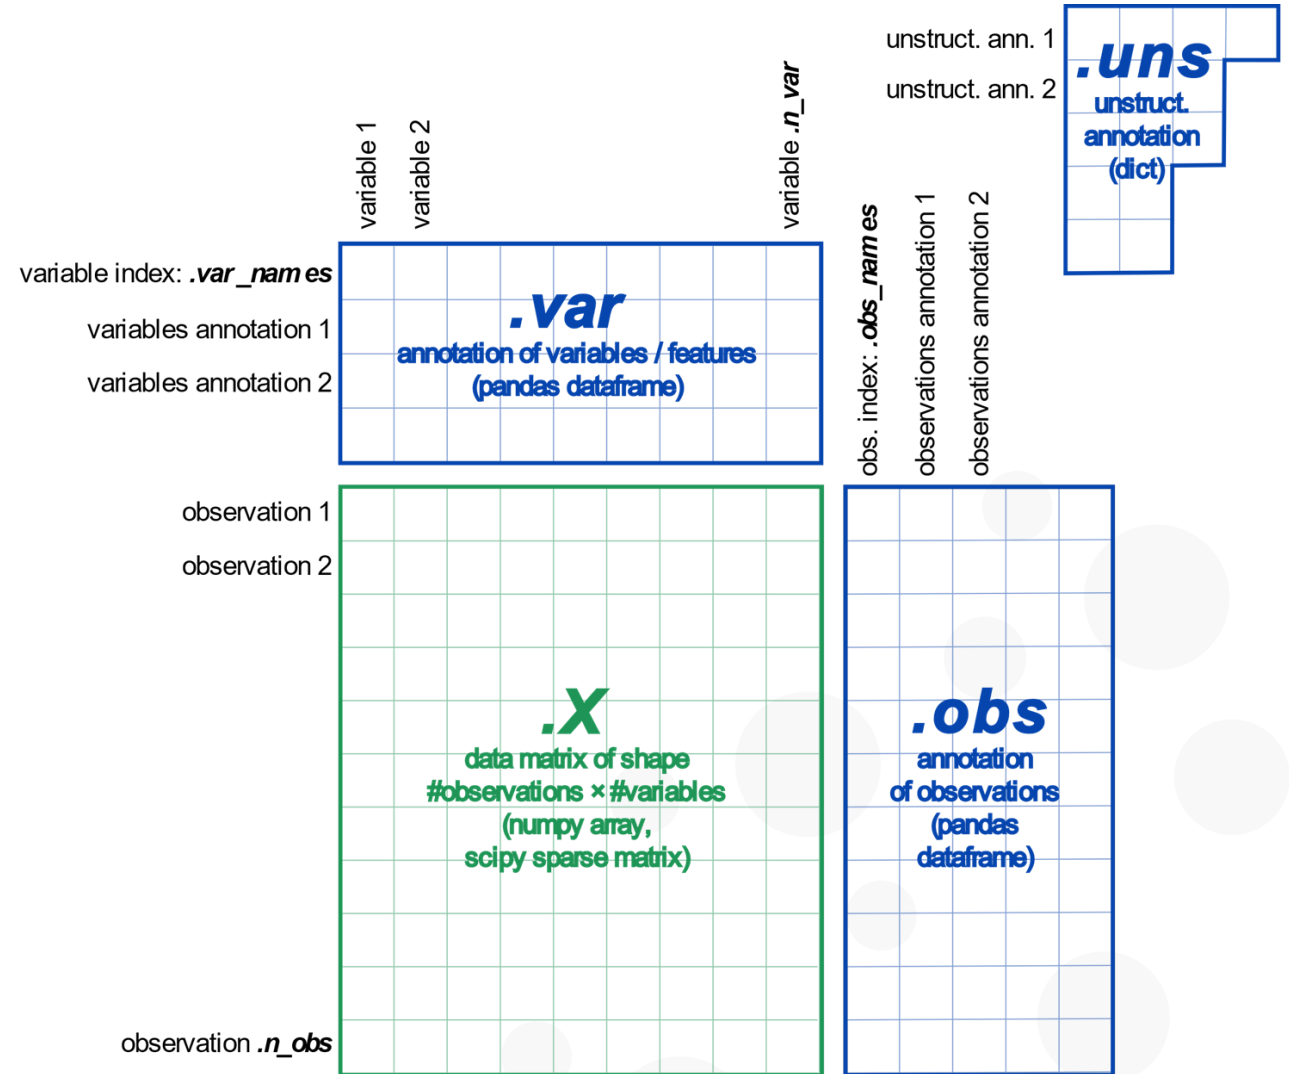 unstruct. ann. 1
unstruct. ann. 2
.uns
unstruct.
annotation
(dict)
variable 1
variable 2
variable .n_var
variable index: .var_names
variables annotation 1
variables annotation 2
.var
annotation of variables / features
(pandas dataframe)
obs. index: .obs_names
observations annotation 1
observations annotation 2
observation 1
observation 2
observation .n_obs
.X
data matrix of shape
#observations × #variables
(numpy array,
scipy sparse matrix)
.obs
annotation
of observations
(pandas
dataframe)